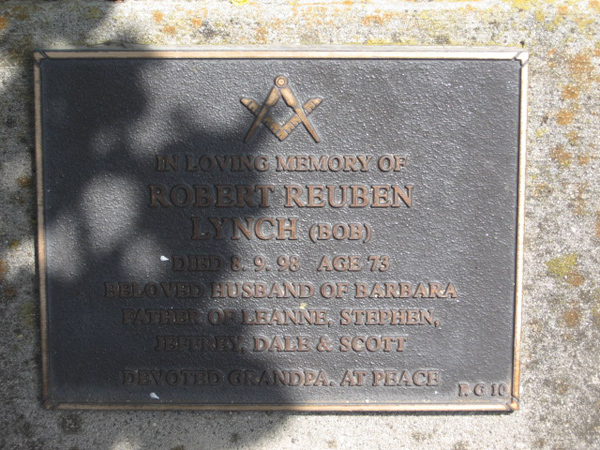 IN LOVING MEMORY OF
ROBERT REUBEN
LYNCH (BOB)
DIED 8. 9. 98 AGE 73
BELOVED HUSBAND OF BARBARA
FATHER OF LEANNE, STEPHEN,
JEFFREY, DALE & SCOTT
DEVOTED GRANDPA. AT PEACE
F. G 10